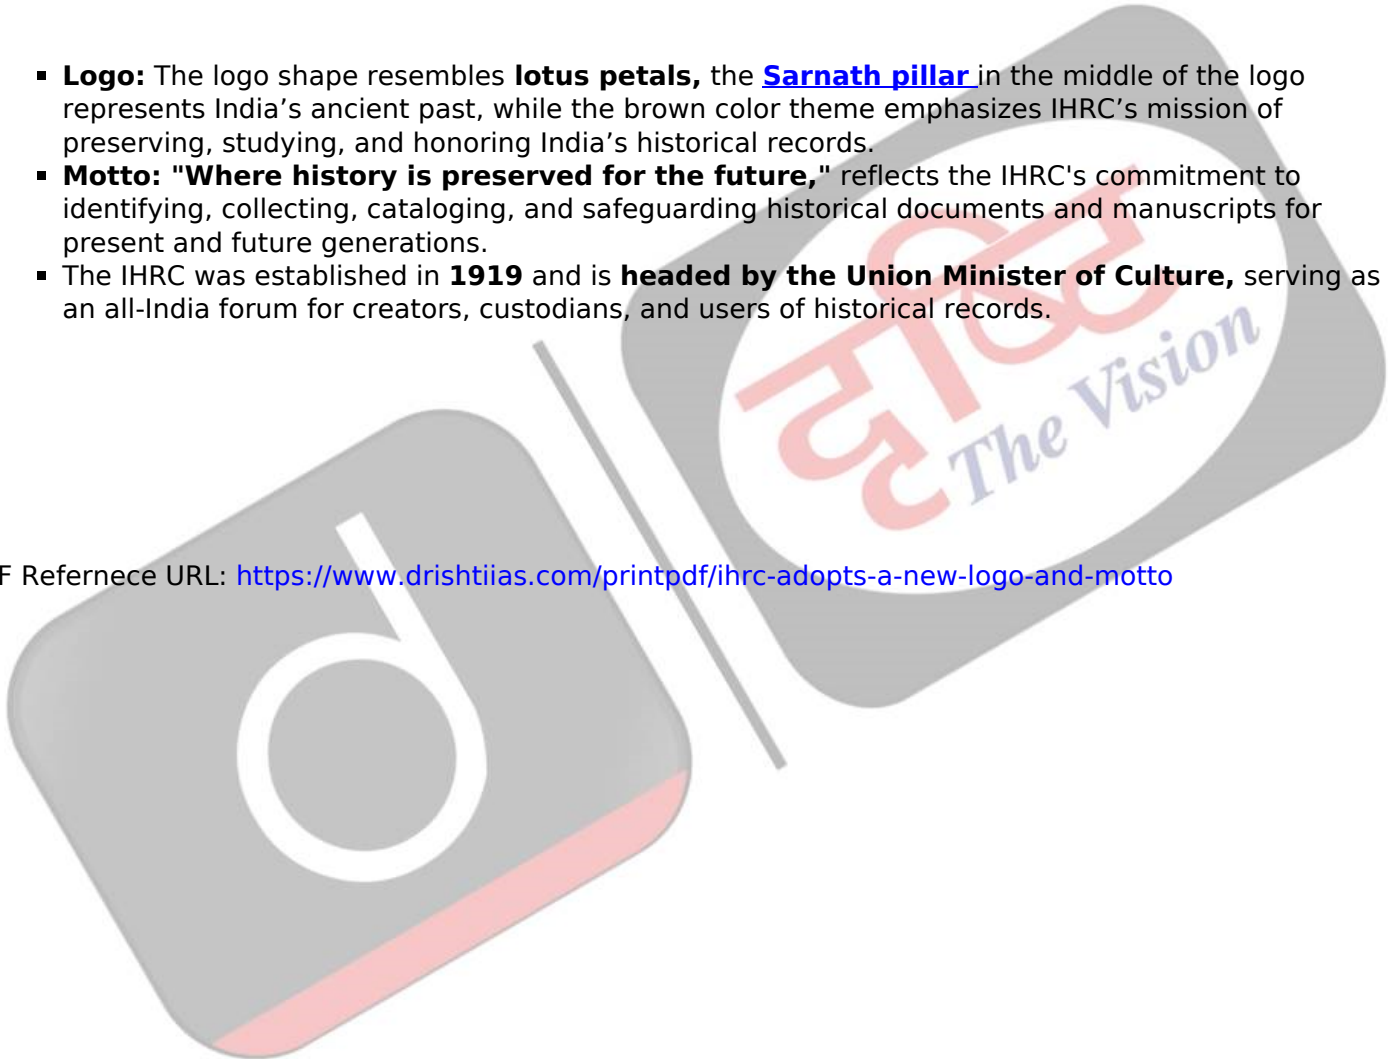 ▪ Logo: The logo shape resembles lotus petals, the Sarnath pillar in the middle of the logo
represents India’s ancient past, while the brown color theme emphasizes IHRC’s mission of
preserving, studying, and honoring India’s historical records.
▪ Motto: "Where history is preserved for the future," reflects the IHRC's commitment to
identifying, collecting, cataloging, and safeguarding historical documents and manuscripts for
present and future generations.
▪ The IHRC was established in 1919 and is headed by the Union Minister of Culture, serving as
an all-India forum for creators, custodians, and users of historical records.
दृष्टि
The Vision
F Refernece URL: https://www.drishtiias.com/printpdf/ihrc-adopts-a-new-logo-and-motto
d